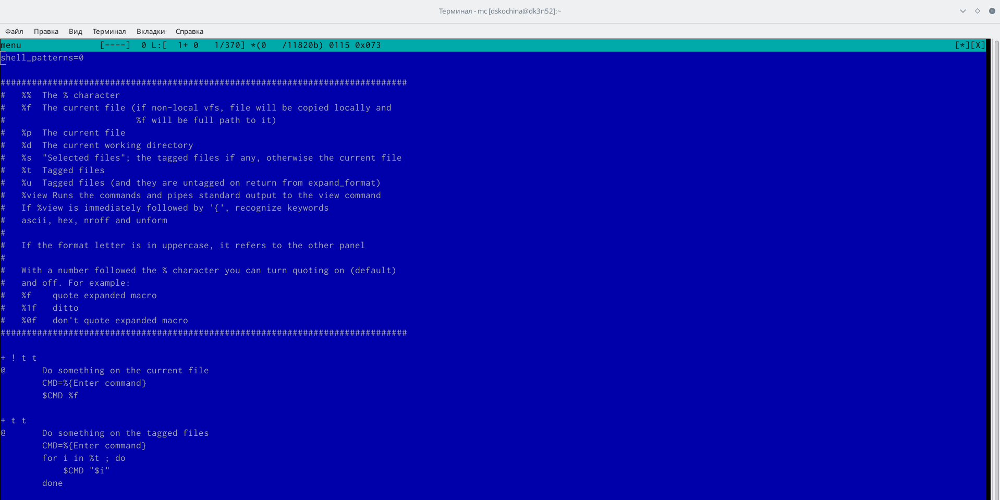 Терминал - mc [dskochina@dk3n52]:~
Файл Правка Вид Терминал Вкладки Справка
menu               [----]  0 L:[  1+ 0   1/370] *(0   /11820b) 0115 0x073                [*][X]
shell_patterns=0
##############################################################################
#   %%  The % character
#   %f  The current file (if non-local vfs, file will be copied locally and
#                         %f will be full path to it)
#   %p  The current file
#   %d  The current working directory
#   %s  "Selected files"; the tagged files if any, otherwise the current file
#   %t  Tagged files
#   %u  Tagged files (and they are untagged on return from expand_format)
#   %view Runs the commands and pipes standard output to the view command
#   If %view is immediately followed by '{', recognize keywords
#   ascii, hex, nroff and unform
#
#   If the format letter is in uppercase, it refers to the other panel
#
#   With a number followed the % character you can turn quoting on (default)
#   and off. For example:
#   %f    quote expanded macro
#   %1f   ditto
#   %0f   don't quote expanded macro
##############################################################################
+ ! t t
@       Do something on the current file
        CMD=%{Enter command}
        $CMD %f
+ t t
@       Do something on the tagged files
        CMD=%{Enter command}
        for i in %t ; do
            $CMD "$i"
        done